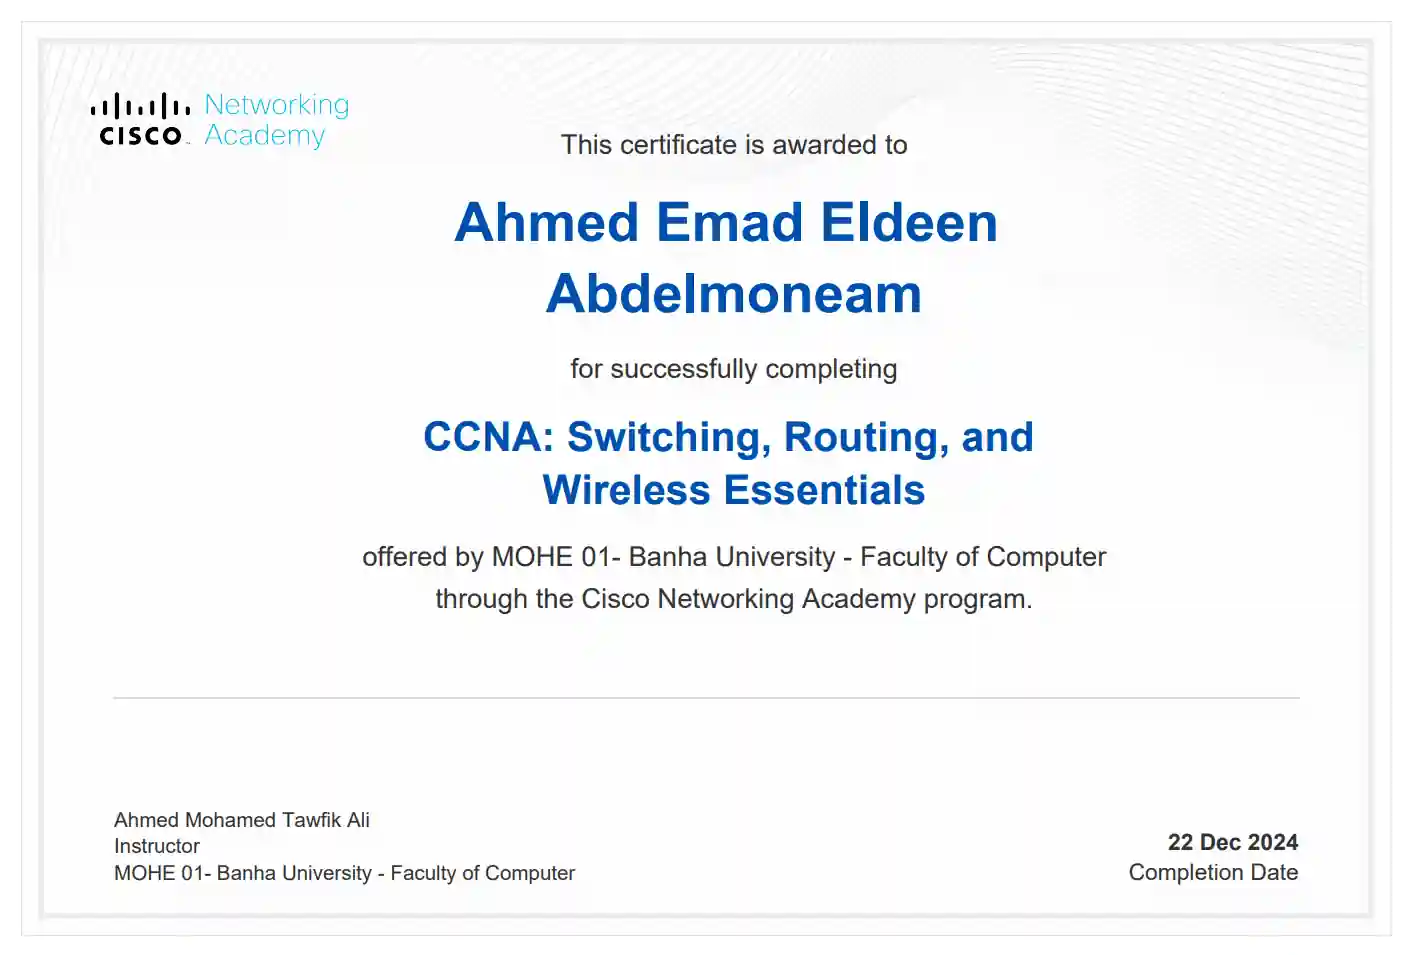 Networking
CISCO Academy
This certificate is awarded to
Ahmed Emad Eldeen
Abdelmoneam
for successfully completing
CCNA: Switching, Routing, and
Wireless Essentials
offered by MOHE 01- Banha University - Faculty of Computer
through the Cisco Networking Academy program.
Ahmed Mohamed Tawfik Ali
Instructor
MOHE 01- Banha University - Faculty of Computer
22 Dec 2024
Completion Date